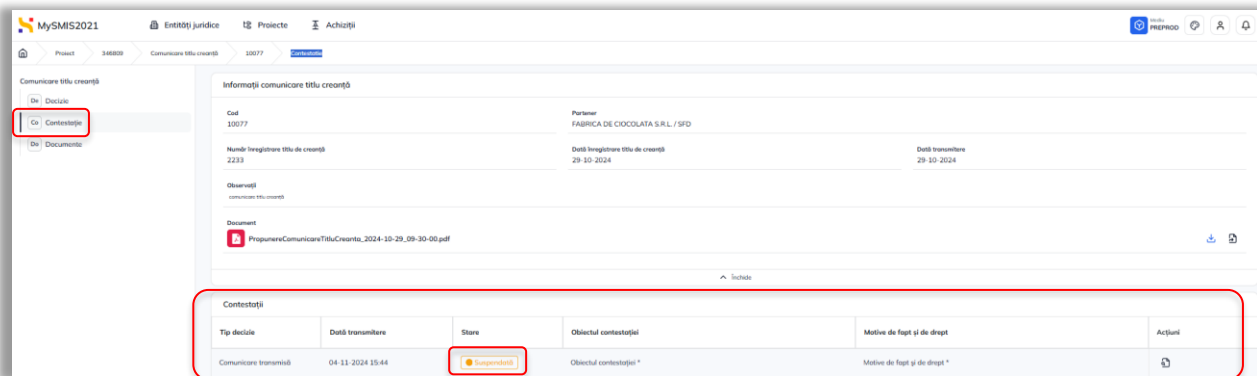 MySMIS2021 Entități juridice Proiecte Achiziții Mediu PREPROD
Proiect 346809 Comunicare titlu creanță 10077 Contestație
Comunicare titlu creanță
De Decizie
Co Contestație
Do Documente
Informații comunicare titlu creanță
Cod Partener
10077 FABRICA DE CIOCOLATA S.R.L. / SFD
Număr înregistrare titlu de creanță Dată înregistrare titlu de creanță Dată transmitere
2233 29-10-2024 29-10-2024
Observații
comunicare titlu creanță
Document
PropunereComunicareTitluCreanta_2024-10-29_09-30-00.pdf
Închide
Contestații
Tip decizie Dată transmitere Stare Obiectul contestației Motive de fapt și de drept Acțiuni
Comunicare transmisă 04-11-2024 15:44 Suspendată Obiectul contestației * Motive de fapt și de drept *